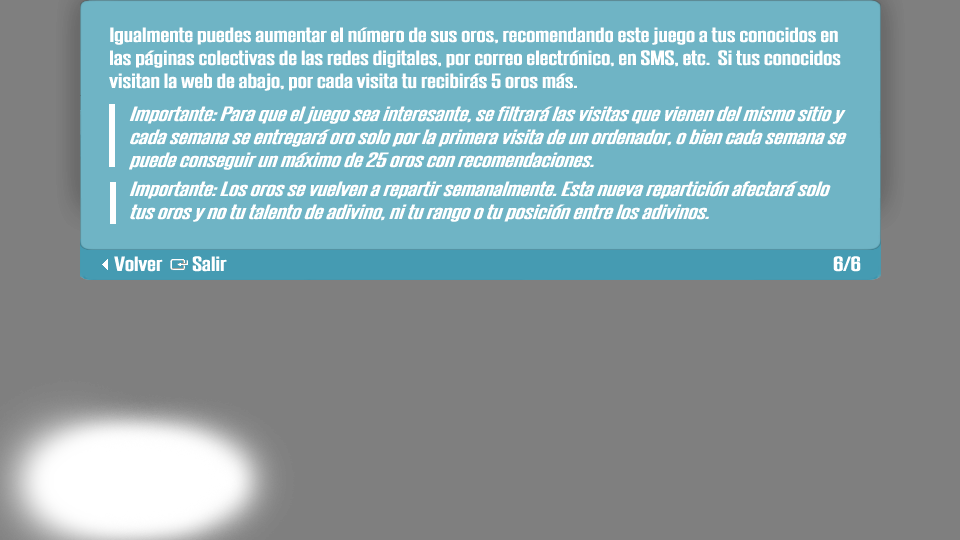 Igualmente puedes aumentar el número de sus oros, recomendando este juego a tus conocidos en
las páginas colectivas de las redes digitales, por correo electrónico, en SMS, etc.  Si tus conocidos
visitan la web de abajo, por cada visita tu recibirás 5 oros más.
Importante: Para que el juego sea interesante, se filtrará las visitas que vienen del mismo sitio y
cada semana se entregará oro solo por la primera visita de un ordenador, o bien cada semana se
puede conseguir un máximo de 25 oros con recomendaciones.
Importante: Los oros se vuelven a repartir semanalmente. Esta nueva repartición afectará solo
tus oros y no tu talento de adivino, ni tu rango o tu posición entre los adivinos.
Volver Salir 6/6